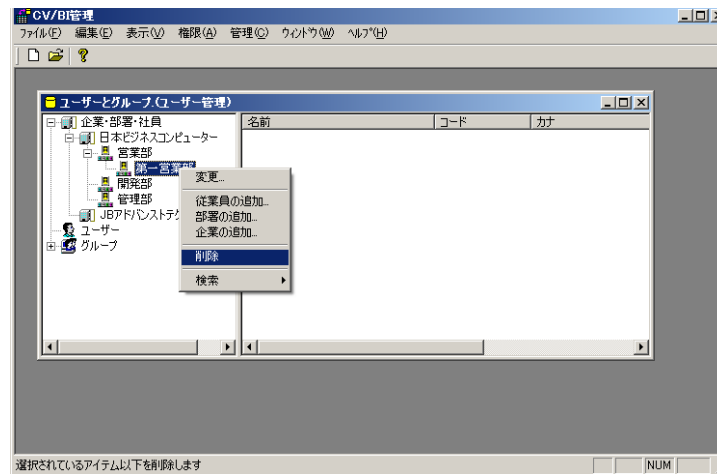 CV/BI管理
ファイル(F) 編集(E) 表示(V) 権限(A) 管理(C) ウィンドウ(W) ヘルプ(H)
ユーザーとグループ.(ユーザー管理)
企業・部署・社員
日本ビジネスコンピューター
営業部
第一営業部
開発部
管理部
JBアドバンストテク
ユーザー
グループ
名前 コード カナ
変更...
従業員の追加...
部署の追加...
企業の追加...
削除
検索
選択されているアイテム以下を削除します
NUM